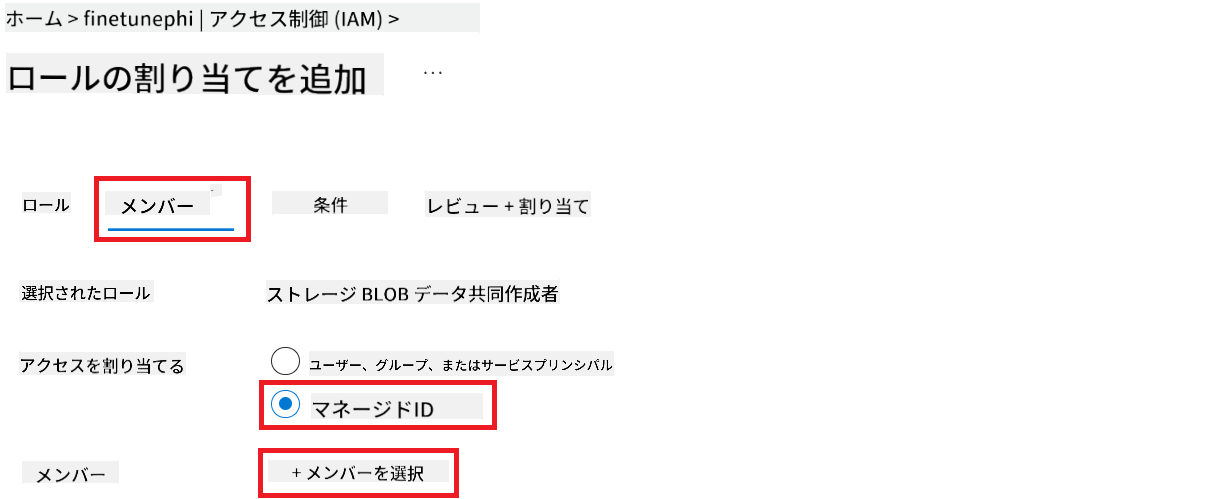 ホーム > finetunephi | アクセス制御 (IAM) >
ロールの割り当てを追加 ...
ロール メンバー 条件 レビュー + 割り当て
選択されたロール ストレージ BLOB データ共同作成者
アクセスを割り当てる ユーザー、グループ、またはサービスプリンシパル
マネージドID
メンバー + メンバーを選択